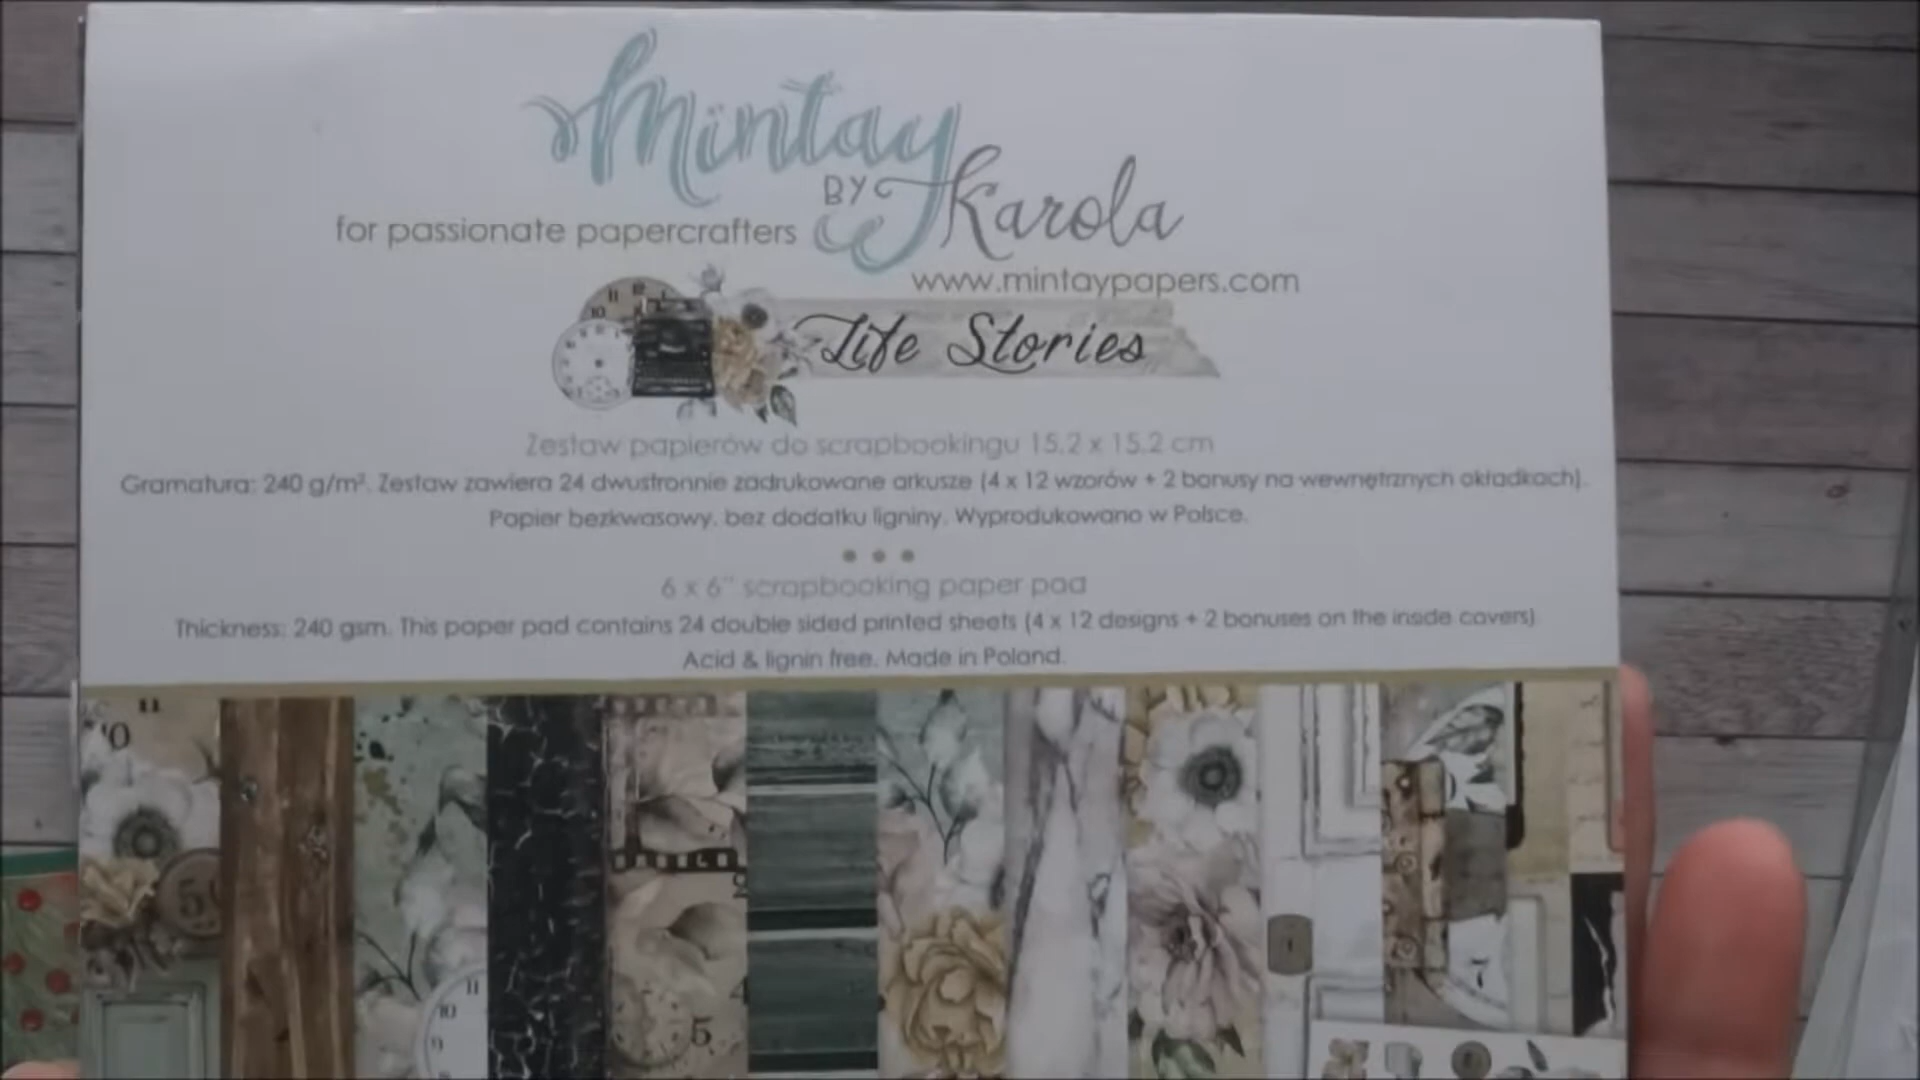 Mintay
BY Karola
for passionate papercrafters
www.mintaypapers.com
Life Stories
Zestaw papierów do scrapbookingu 15,2 x 15,2 cm
Gramatura: 240 g/m². Zestaw zawiera 24 dwustronnie zadrukowane arkusze (4 x 12 wzorów + 2 bonusy na wewnętrznych okładkach).
Papier bezkwasowy, bez dodatku ligniny. Wyprodukowano w Polsce.
6 x 6" scrapbooking paper pad
Thickness: 240 gsm. This paper pad contains 24 double sided printed sheets (4 x 12 designs + 2 bonuses on the inside covers).
Acid & lignin free. Made in Poland.